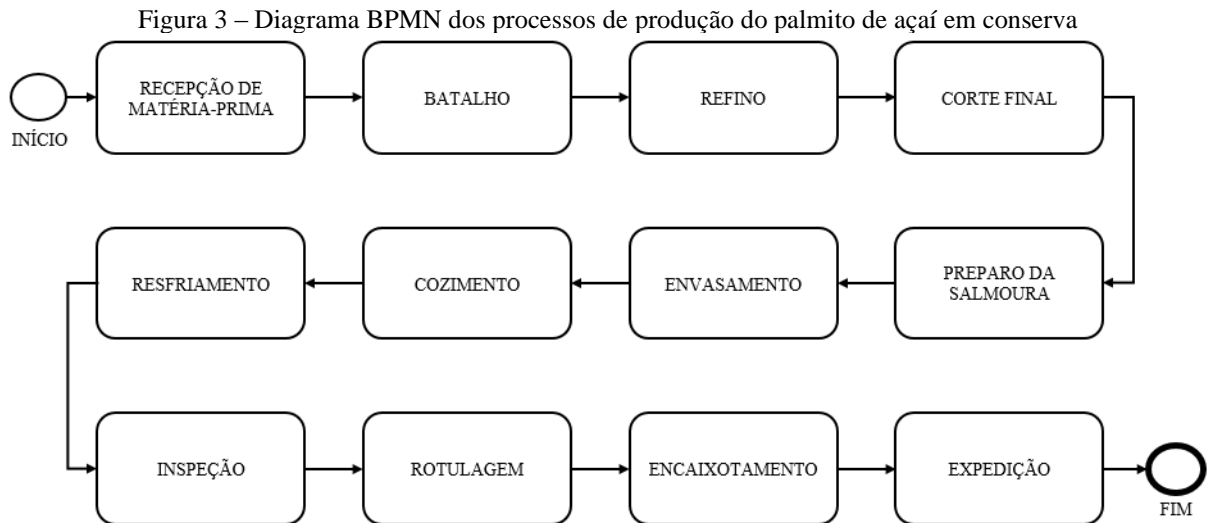 Figura 3 – Diagrama BPMN dos processos de produção do palmito de açaí em conserva
INÍCIO
RECEPÇÃO DE
MATÉRIA-PRIMA
BATALHO
REFINO
CORTE FINAL
PREPARO DA
SALMOURA
ENVASAMENTO
COZIMENTO
RESFRIAMENTO
INSPEÇÃO
ROTULAGEM
ENCAIXOTAMENTO
EXPEDIÇÃO
FIM